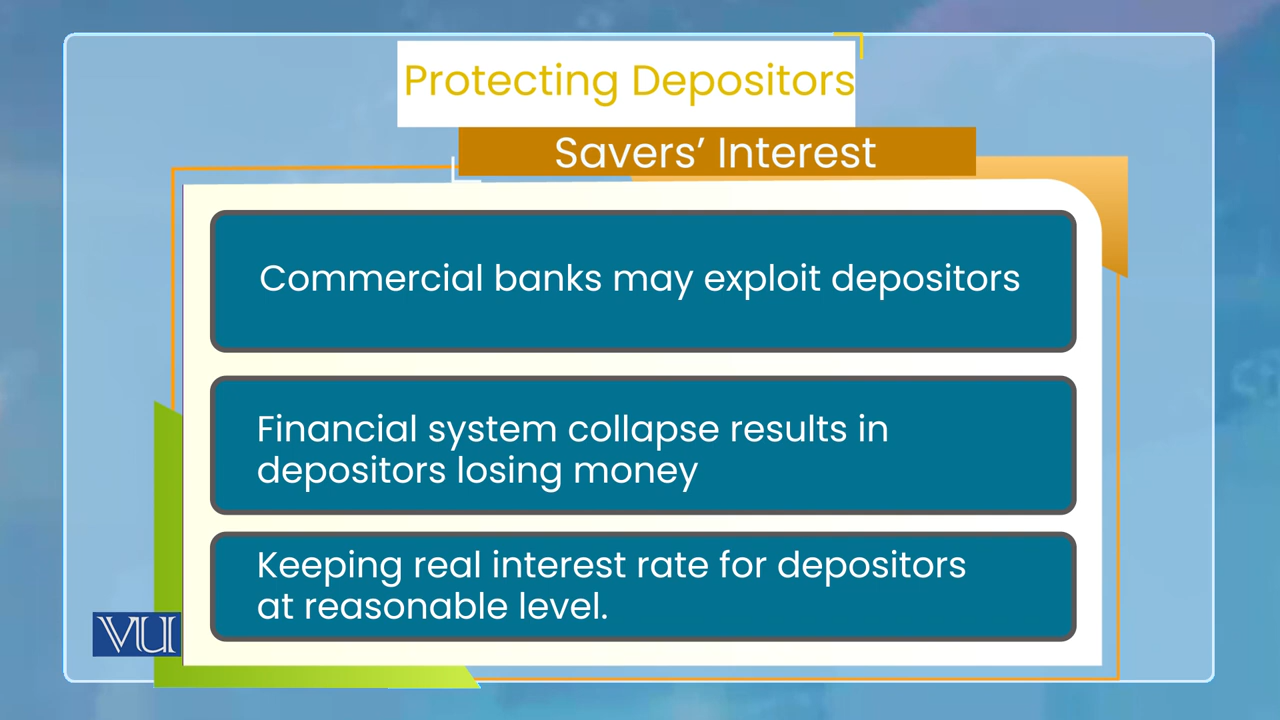 Protecting Depositors
Savers’ Interest
Commercial banks may exploit depositors
Financial system collapse results in
depositors losing money
Keeping real interest rate for depositors
at reasonable level.
VU